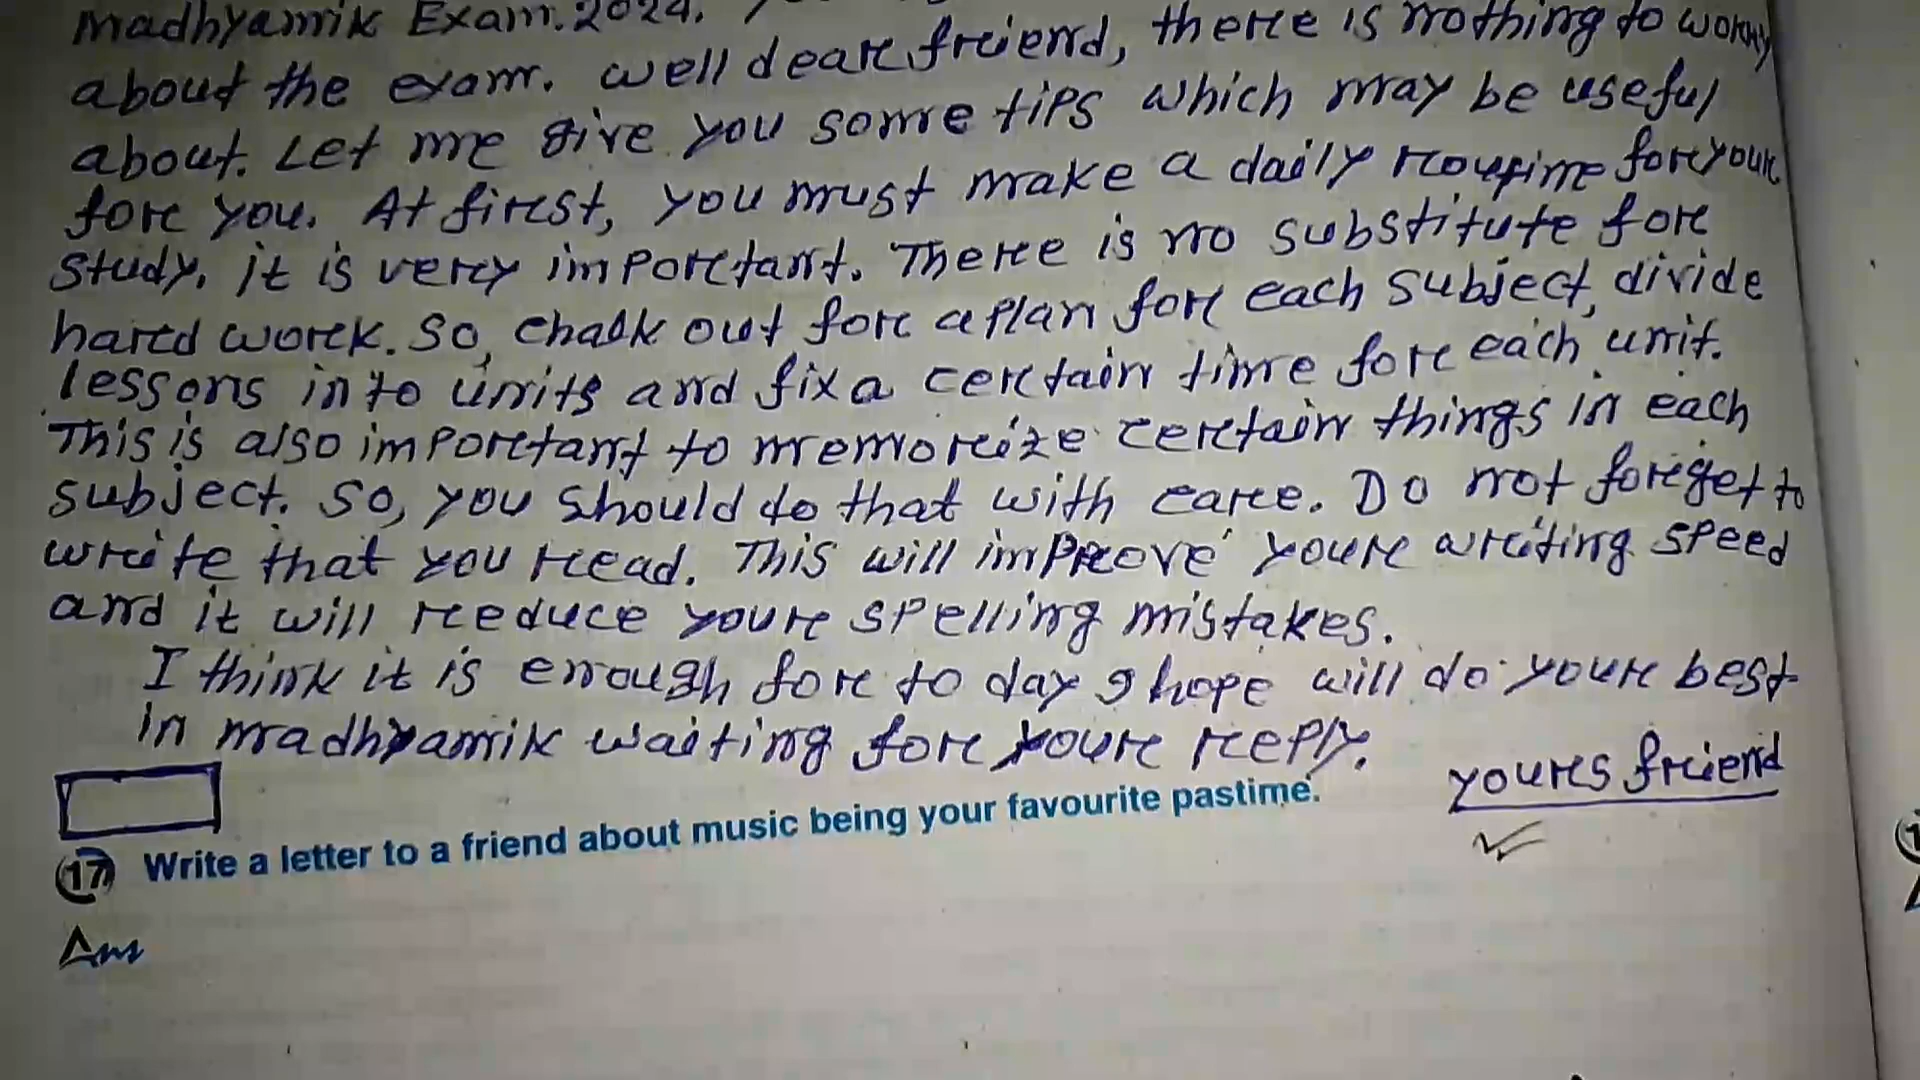 madhyamik Exam. 2024.
about the exam. well dear friend, there is nothing to worry
about. Let me give you some tips which may be useful
for you. At first, you must make a daily routine for your
study. it is very important. There is no substitute for
hard work. So, chalk out for a plan for each subject, divide
lessons into units and fix a certain time for each unit.
This is also important to memorize certain things in each
subject. So, you should do that with care. Do not forget to
write that you read. This will improve your writing speed
and it will reduce your spelling mistakes.
I think it is enough for to day I hope will do your best
in madhyamik waiting for your reply.
yours friend
17 Write a letter to a friend about music being your favourite pastime.
Ans